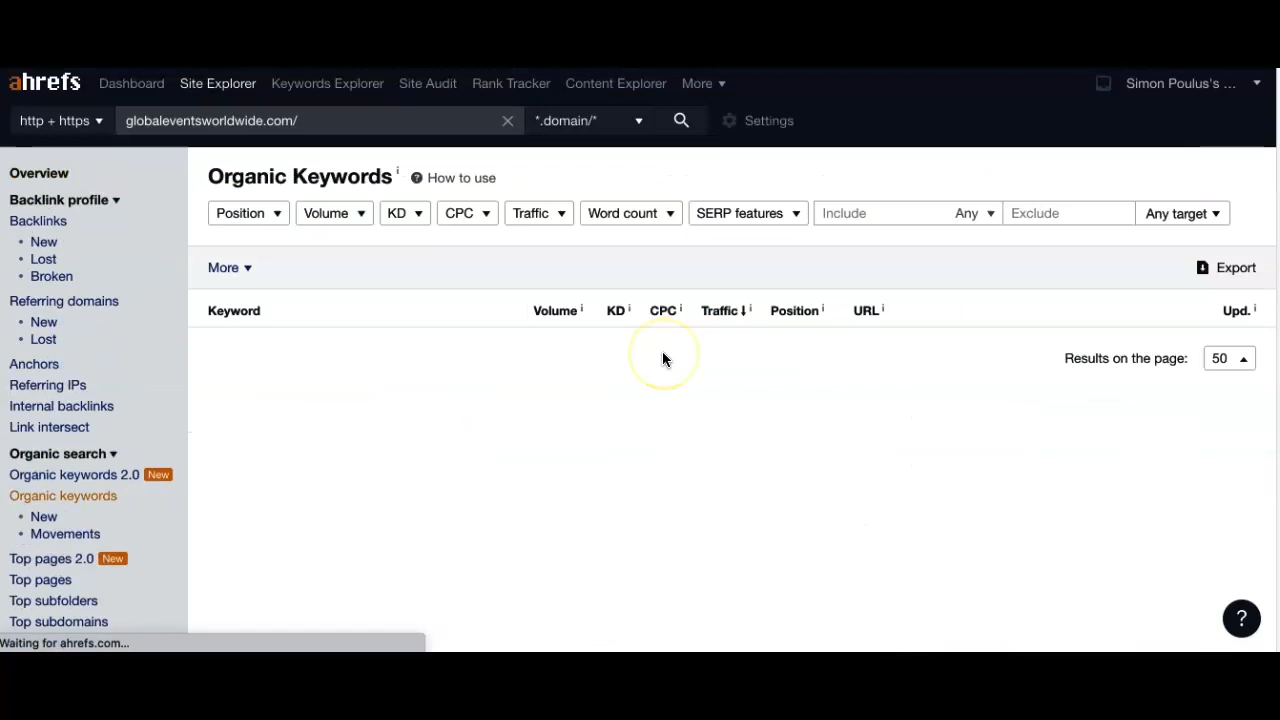 ahrefs Dashboard Site Explorer Keywords Explorer Site Audit Rank Tracker Content Explorer More Simon Poulus's ...
http + https globaleventsworldwide.com/ *.domain/* Settings
Overview
Backlink profile
Backlinks
• New
• Lost
• Broken
Referring domains
• New
• Lost
Anchors
Referring IPs
Internal backlinks
Link intersect
Organic search
Organic keywords 2.0 New
Organic keywords
• New
• Movements
Top pages 2.0 New
Top pages
Top subfolders
Top subdomains
Waiting for ahrefs.com...
Organic Keywords i ? How to use
Position Volume KD CPC Traffic Word count SERP features Include Any Exclude Any target
More Export
Keyword Volume i KD i CPC i Traffic ↓ i Position i URL i Upd. i
Results on the page: 50
?